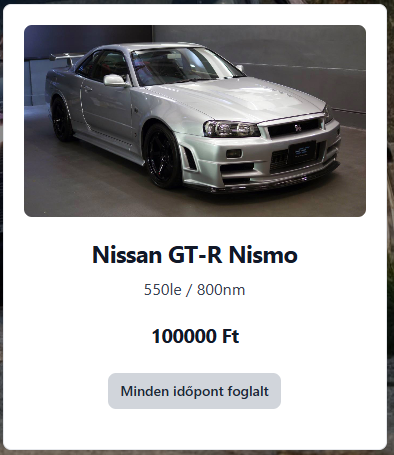 Nissan GT-R Nismo
550le / 800nm
100000 Ft
Minden időpont foglalt